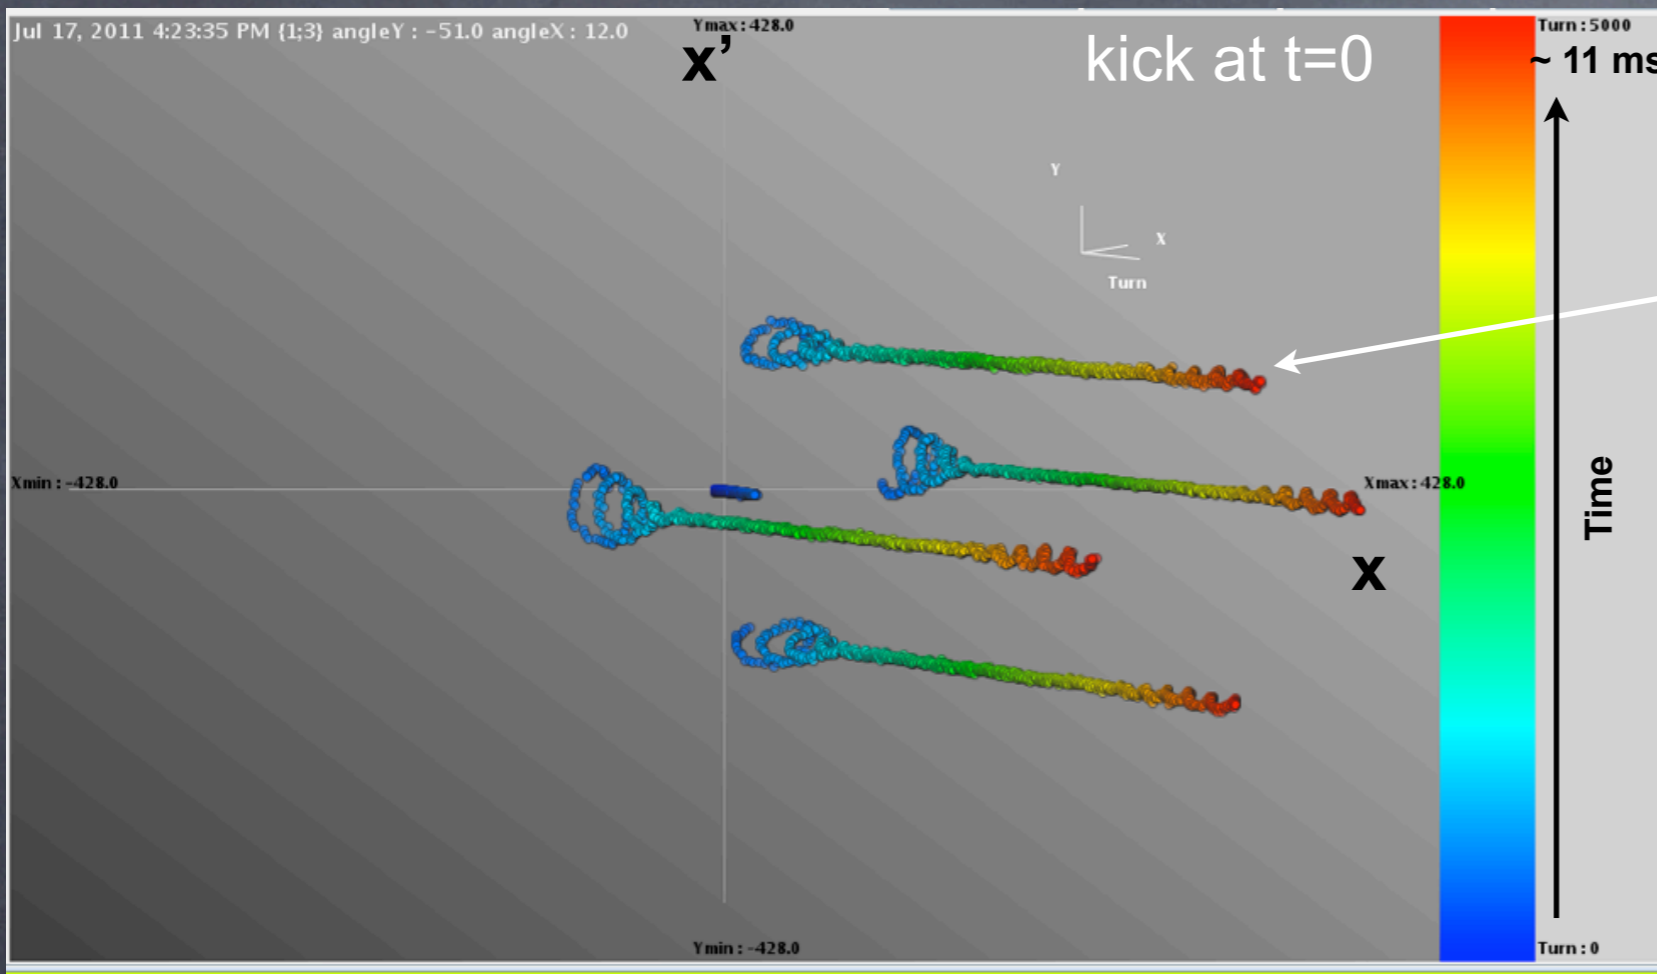 Jul 17, 2011 4:23:35 PM {1;3} angleY : -51.0 angleX : 12.0
Ymax : 428.0
x’
kick at t=0
Turn : 5000
~ 11 ms
Y
X
Turn
Xmin : -428.0
Xmax : 428.0
Time
x
Ymin : -428.0
Turn : 0